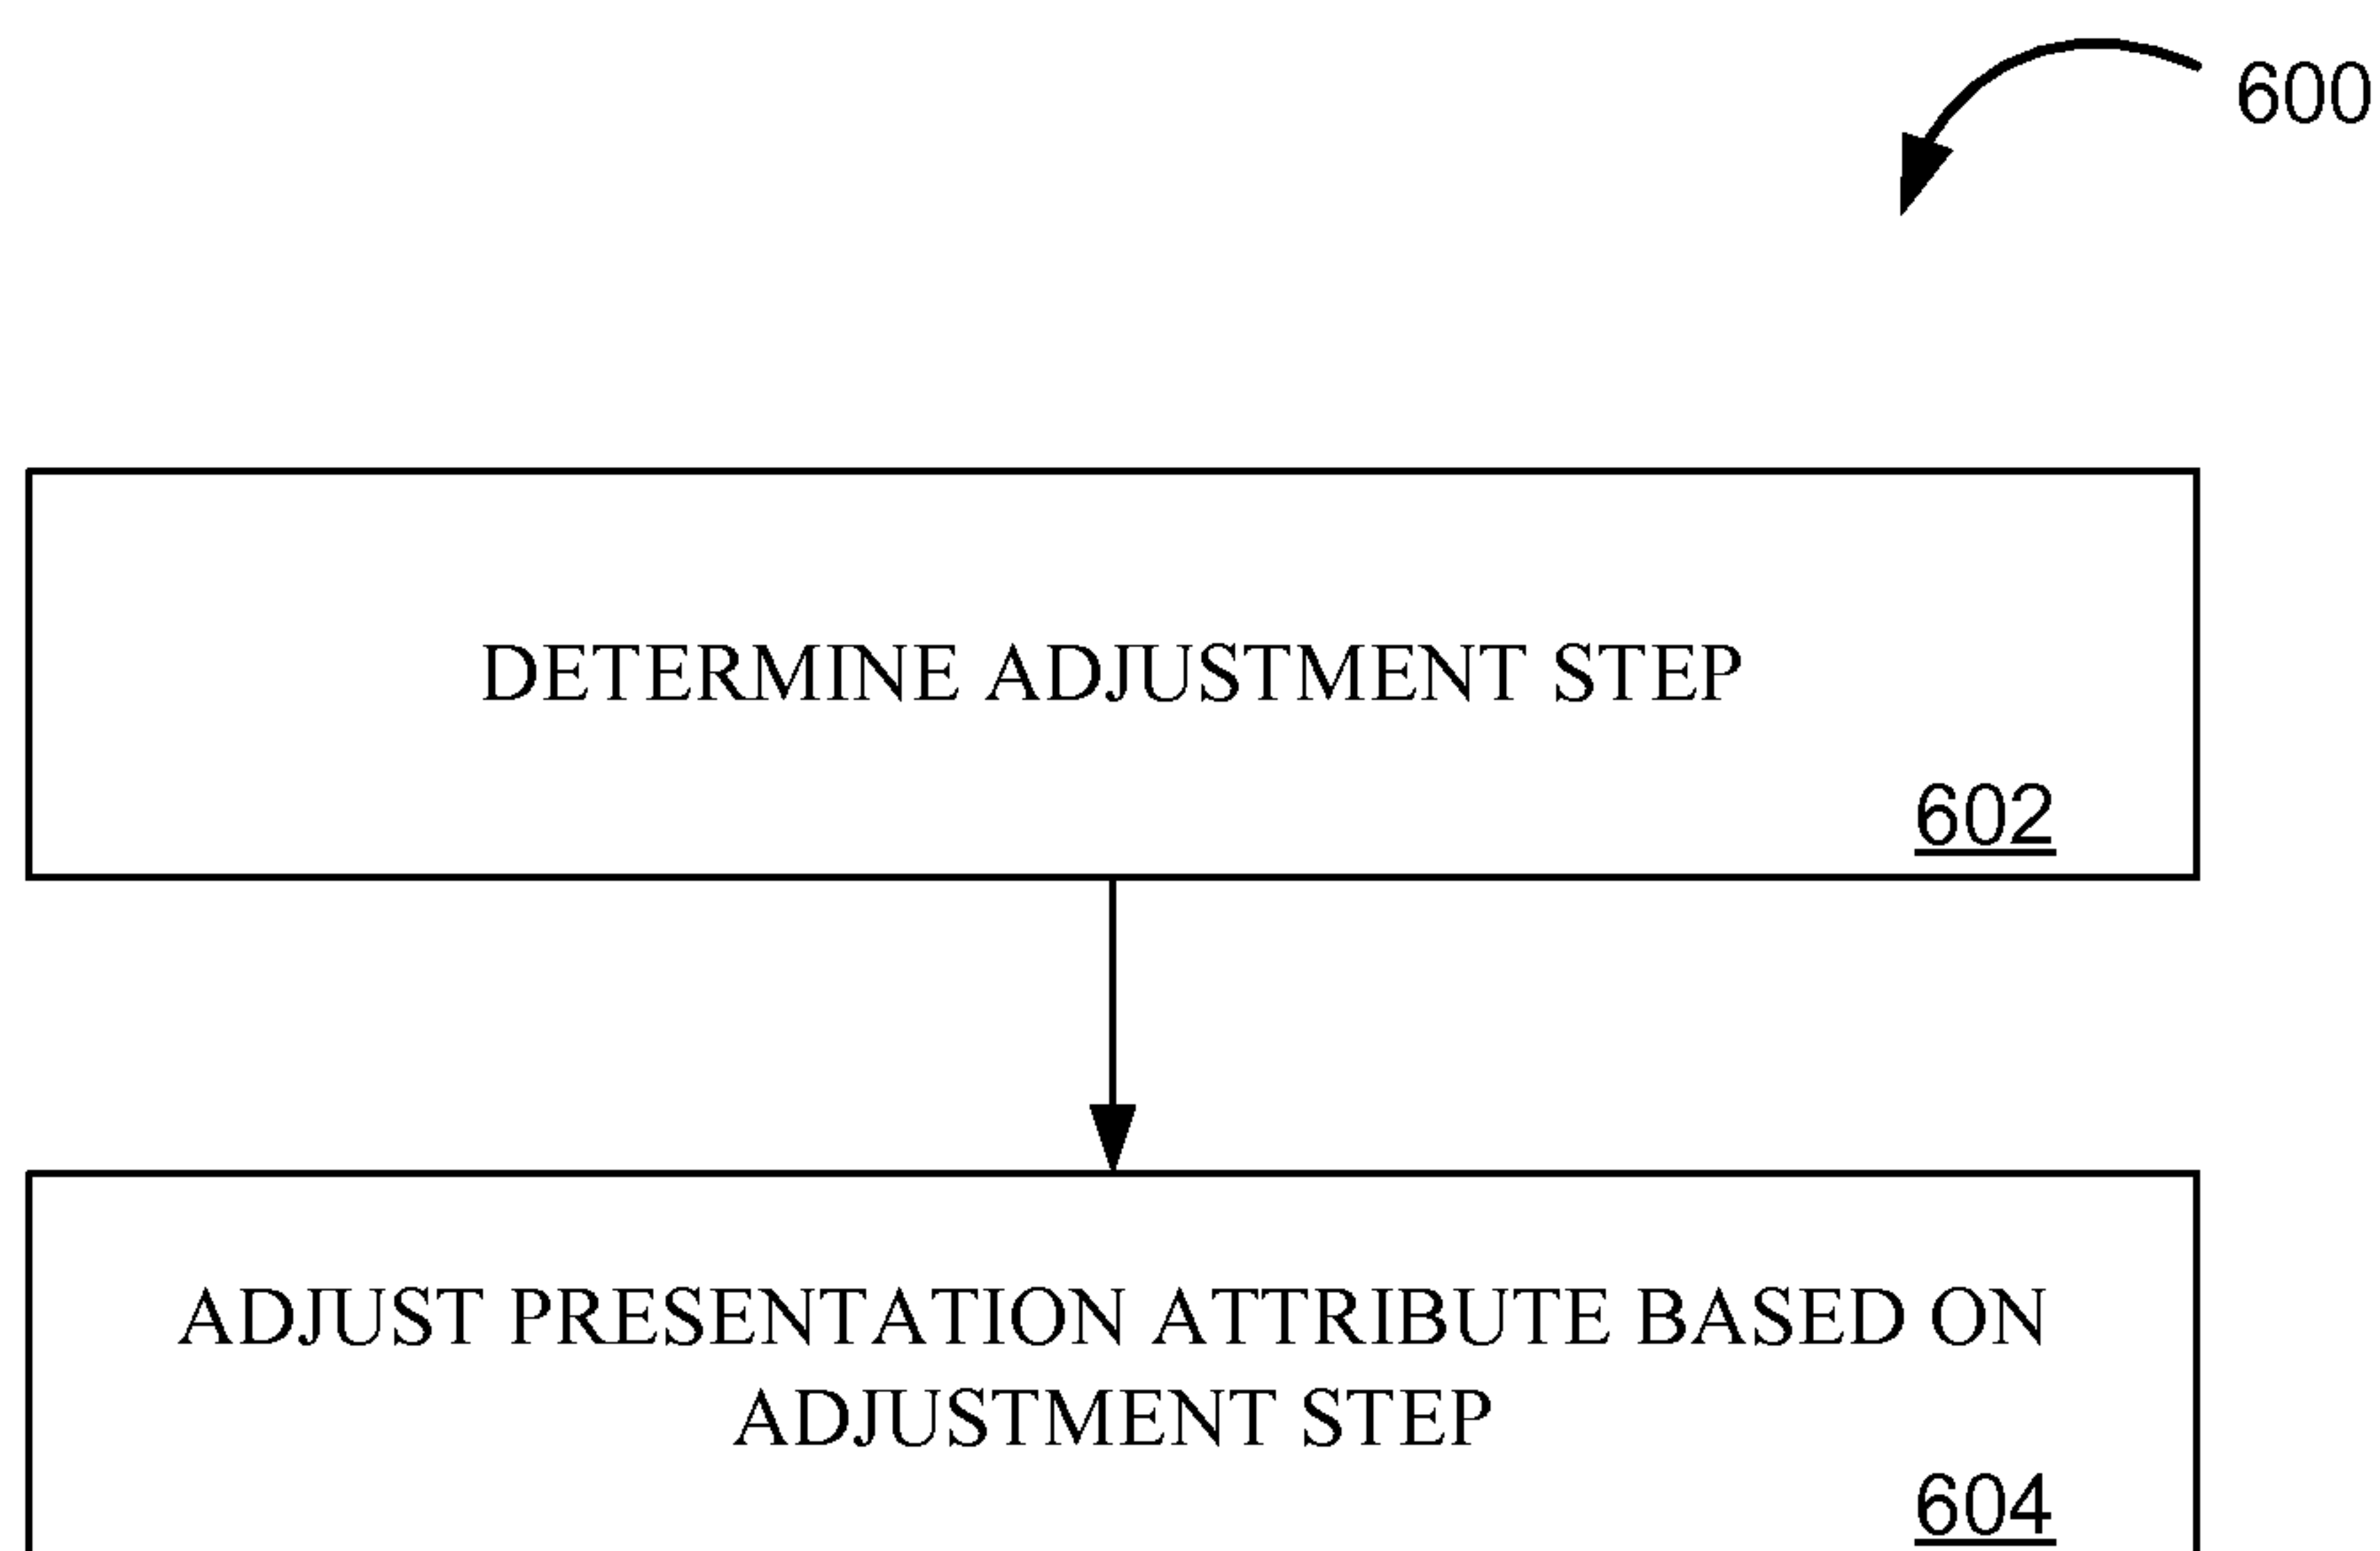 600
DETERMINE ADJUSTMENT STEP
602
ADJUST PRESENTATION ATTRIBUTE BASED ON
ADJUSTMENT STEP
604